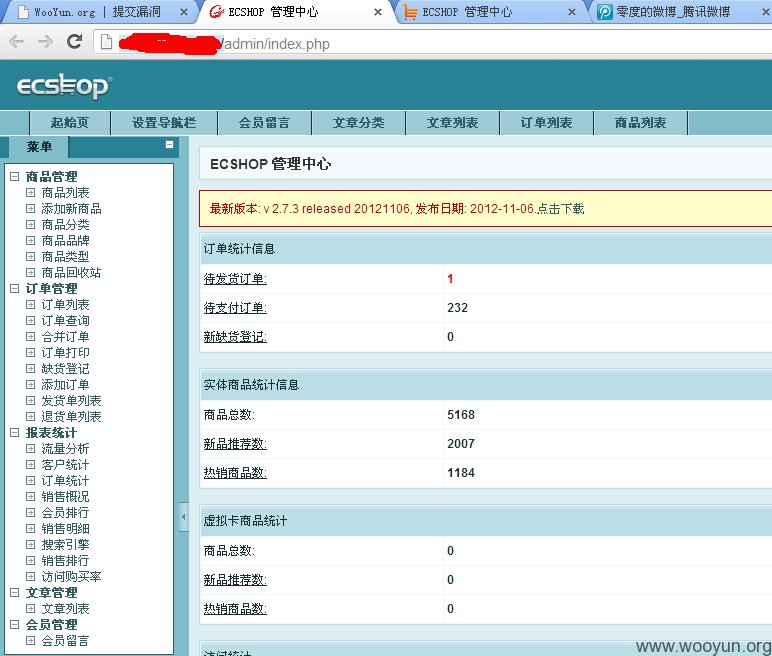 WooYun.org | 提交漏洞
ECSHOP 管理中心
ECSHOP 管理中心
零度的微博_腾讯微博
/admin/index.php
ecshop
起始页
设置导航栏
会员留言
文章分类
文章列表
订单列表
商品列表
菜单
商品管理
商品列表
添加新商品
商品分类
商品品牌
商品类型
商品回收站
订单管理
订单列表
订单查询
合并订单
订单打印
缺货登记
添加订单
发货单列表
退货单列表
报表统计
流量分析
客户统计
订单统计
销售概况
会员排行
销售明细
搜索引擎
销售排行
访问购买率
文章管理
文章列表
会员管理
会员留言
ECSHOP 管理中心
最新版本: v 2.7.3 released 20121106, 发布日期: 2012-11-06.点击下载
订单统计信息
待发货订单: 1
待支付订单: 232
新缺货登记: 0
实体商品统计信息
商品总数: 5168
新品推荐数: 2007
热销商品数: 1184
虚拟卡商品统计
商品总数: 0
新品推荐数: 0
热销商品数: 0
访问统计
www.wooyun.org